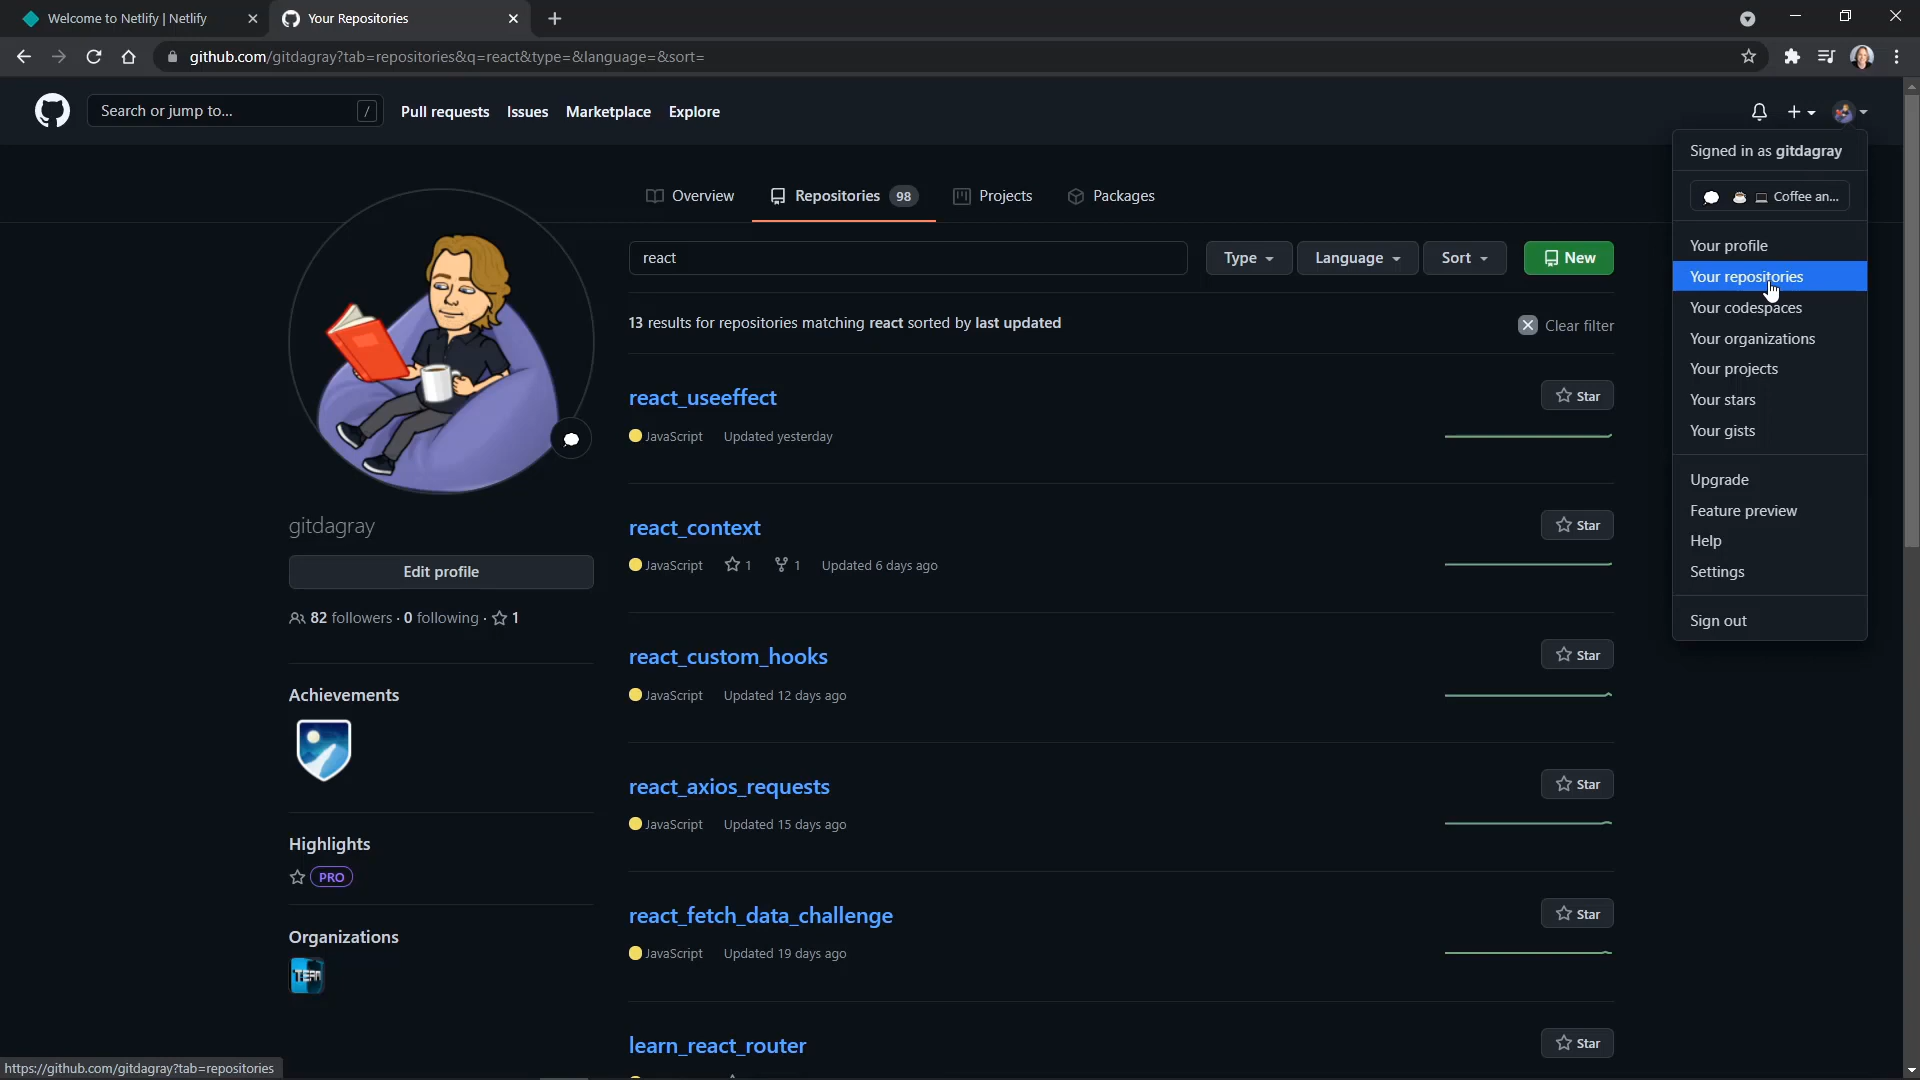 Welcome to Netlify | Netlify
Your Repositories
github.com/gitdagray?tab=repositories&q=react&type=&language=&sort=
Search or jump to...
/
Pull requests
Issues
Marketplace
Explore
Signed in as gitdagray
Coffee an...
Your profile
Your repositories
Your codespaces
Your organizations
Your projects
Your stars
Your gists
Upgrade
Feature preview
Help
Settings
Sign out
Overview
Repositories 98
Projects
Packages
react
Type
Language
Sort
New
13 results for repositories matching react sorted by last updated
Clear filter
gitdagray
Edit profile
82 followers · 0 following · 1
Achievements
Highlights
PRO
Organizations
TEAM
react_useeffect
Star
JavaScript Updated yesterday
react_context
Star
JavaScript 1 1 Updated 6 days ago
react_custom_hooks
Star
JavaScript Updated 12 days ago
react_axios_requests
Star
JavaScript Updated 15 days ago
react_fetch_data_challenge
Star
JavaScript Updated 19 days ago
learn_react_router
Star
https://github.com/gitdagray?tab=repositories